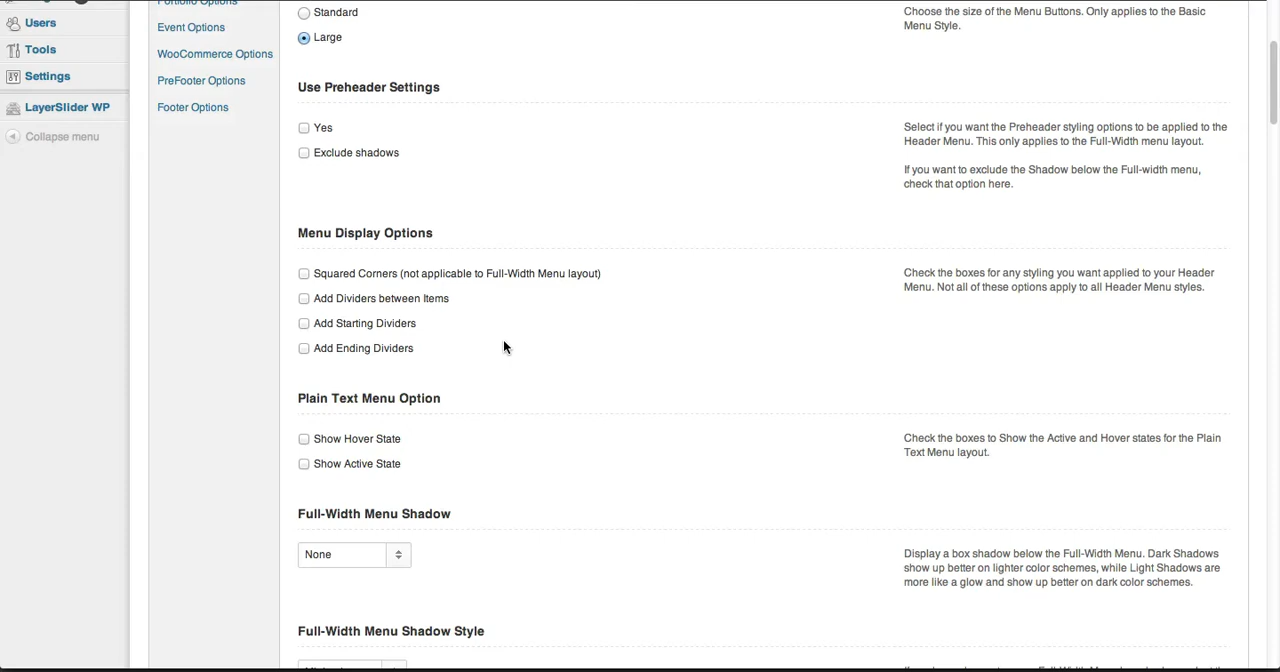 Users
Tools
Settings
LayerSlider WP
Collapse menu
Portfolio Options
Event Options
WooCommerce Options
PreFooter Options
Footer Options
Standard
Large
Choose the size of the Menu Buttons. Only applies to the Basic
Menu Style.
Use Preheader Settings
Yes
Exclude shadows
Select if you want the Preheader styling options to be applied to the
Header Menu. This only applies to the Full-Width menu layout.
If you want to exclude the Shadow below the Full-width menu,
check that option here.
Menu Display Options
Squared Corners (not applicable to Full-Width Menu layout)
Add Dividers between Items
Add Starting Dividers
Add Ending Dividers
Check the boxes for any styling you want applied to your Header
Menu. Not all of these options apply to all Header Menu styles.
Plain Text Menu Option
Show Hover State
Show Active State
Check the boxes to Show the Active and Hover states for the Plain
Text Menu layout.
Full-Width Menu Shadow
None
Display a box shadow below the Full-Width Menu. Dark Shadows
show up better on lighter color schemes, while Light Shadows are
more like a glow and show up better on dark color schemes.
Full-Width Menu Shadow Style